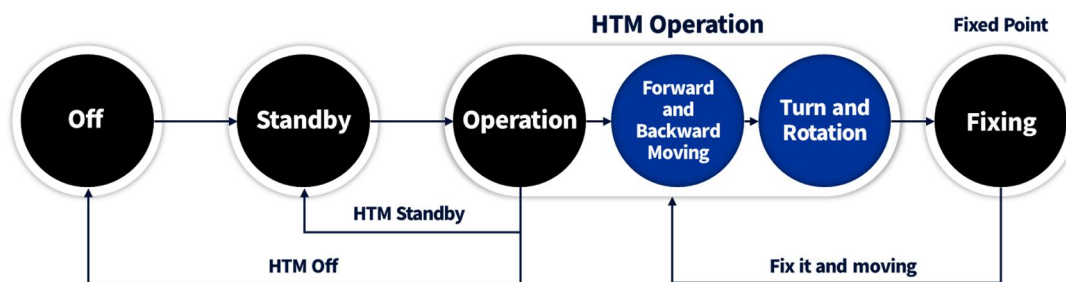 HTM Operation
Fixed Point
Off
Standby
Operation
Forward
and
Backward
Moving
Turn and
Rotation
Fixing
HTM Standby
HTM Off
Fix it and moving